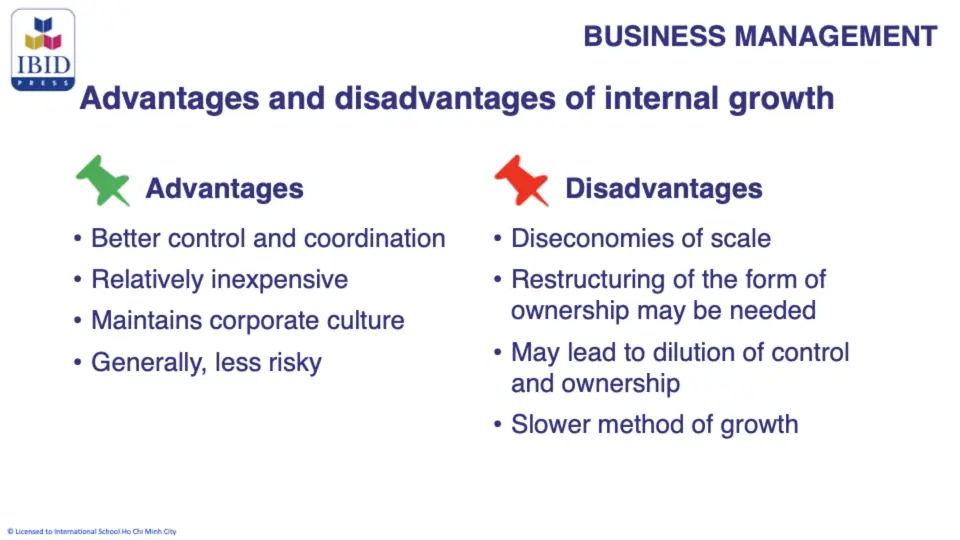 IBID
PRESS
BUSINESS MANAGEMENT
Advantages and disadvantages of internal growth
Advantages
• Better control and coordination
• Relatively inexpensive
• Maintains corporate culture
• Generally, less risky
Disadvantages
• Diseconomies of scale
• Restructuring of the form of
ownership may be needed
• May lead to dilution of control
and ownership
• Slower method of growth
© Licensed to International School Ho Chi Minh City